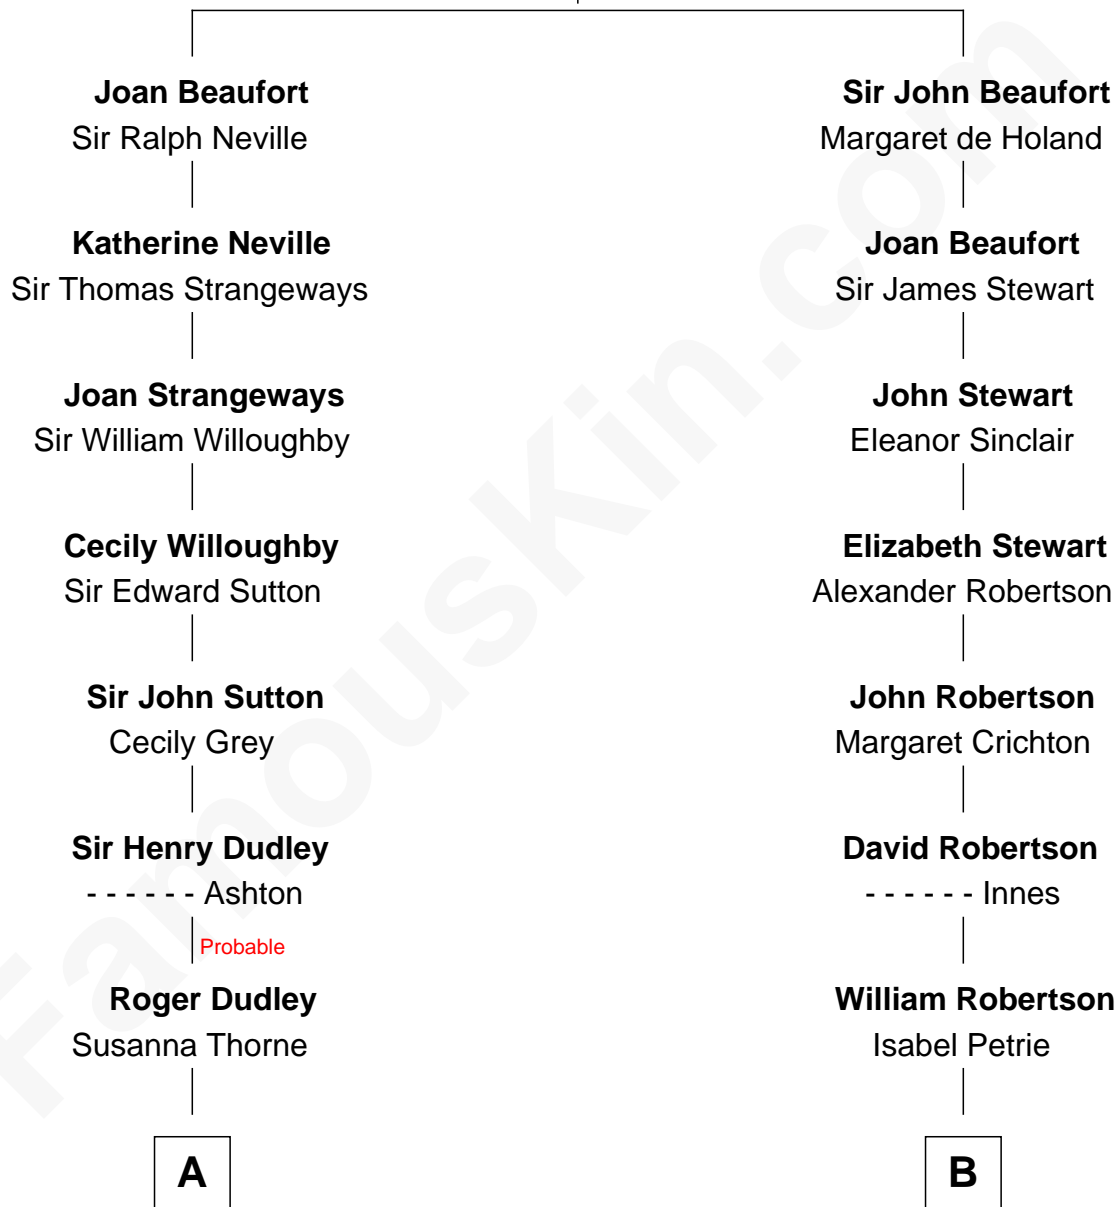 Joan Beaufort
Sir Ralph Neville
Katherine Neville
Sir Thomas Strangeways
Joan Strangeways
Sir William Willoughby
Cecily Willoughby
Sir Edward Sutton
Sir John Sutton
Cecily Grey
Sir Henry Dudley
- - - - - - Ashton
Probable
Roger Dudley
Susanna Thorne
A
Sir John Beaufort
Margaret de Holand
Joan Beaufort
Sir James Stewart
John Stewart
Eleanor Sinclair
Elizabeth Stewart
Alexander Robertson
John Robertson
Margaret Crichton
David Robertson
- - - - - - Innes
William Robertson
Isabel Petrie
B
FamousKin.com